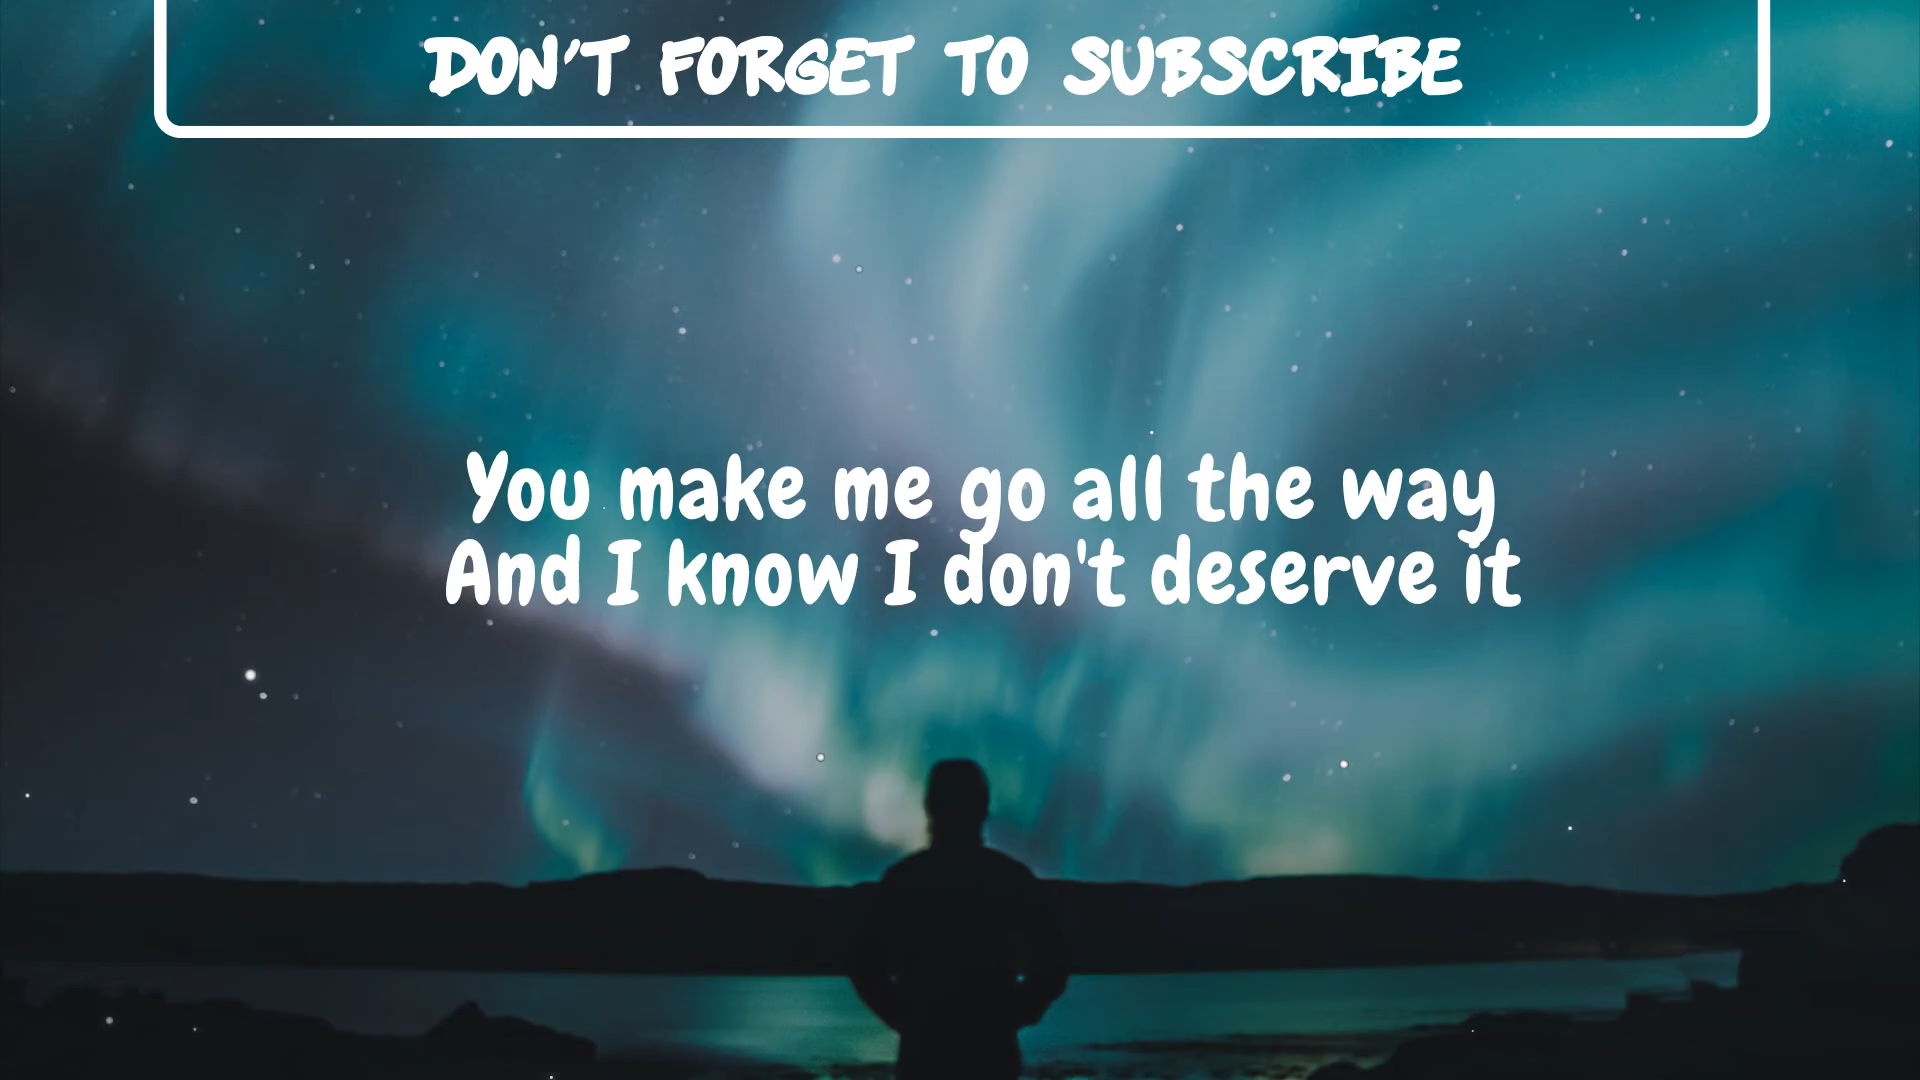 DON'T FORGET TO SUBSCRIBE
You make me go all the way
And I know I don't deserve it